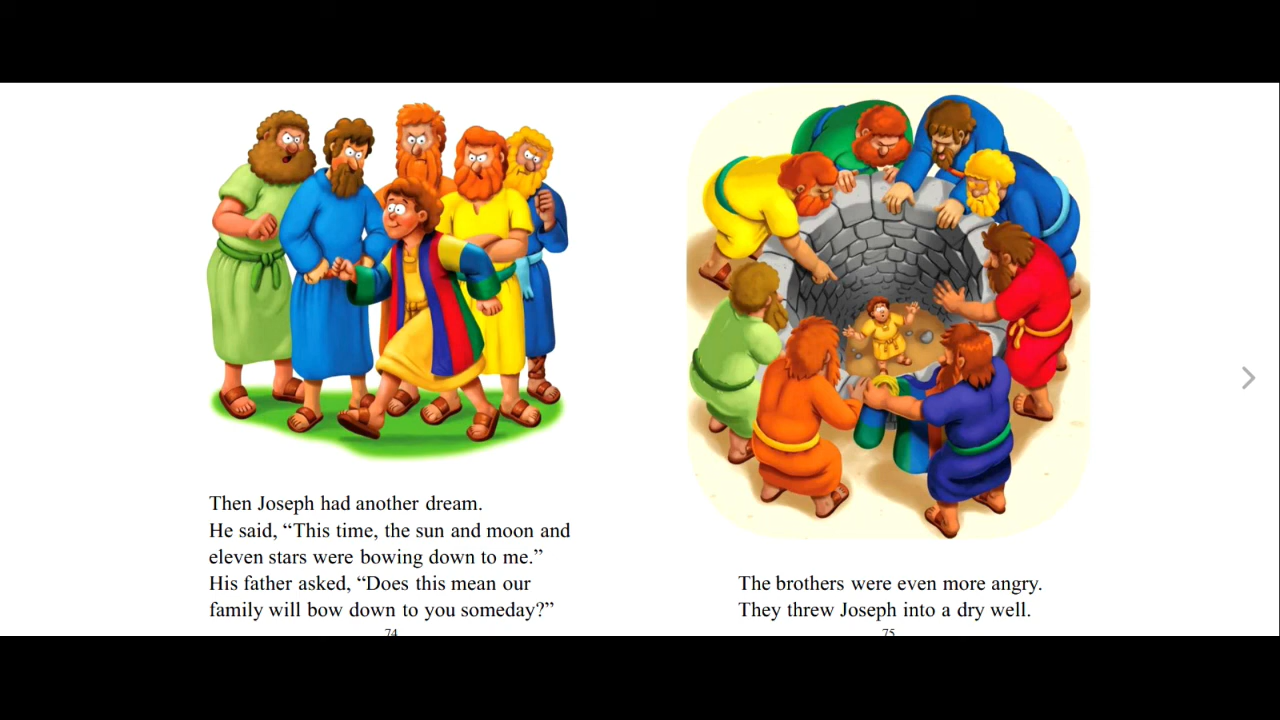 Then Joseph had another dream.
He said, “This time, the sun and moon and
eleven stars were bowing down to me.”
His father asked, “Does this mean our
family will bow down to you someday?”
74
The brothers were even more angry.
They threw Joseph into a dry well.
75